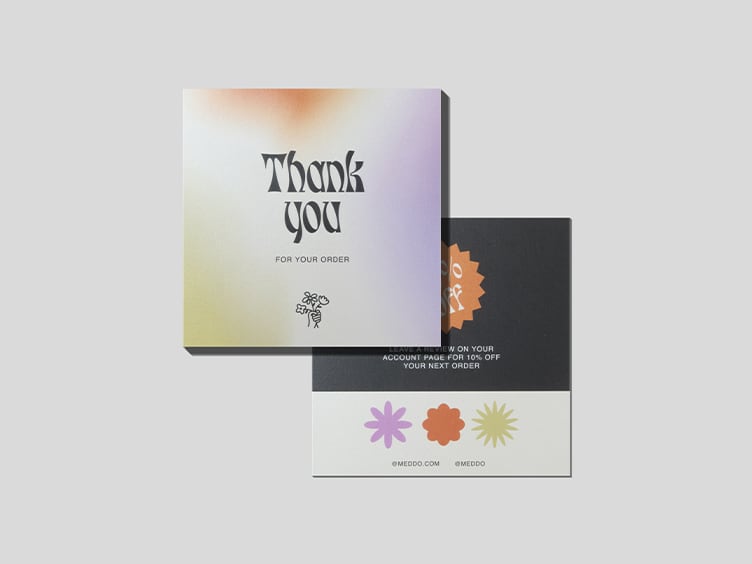 Thank
you
FOR YOUR ORDER
off
LEAVE A REVIEW ON YOUR
ACCOUNT PAGE FOR 10% OFF
YOUR NEXT ORDER
@MEDDO.COM @MEDDO